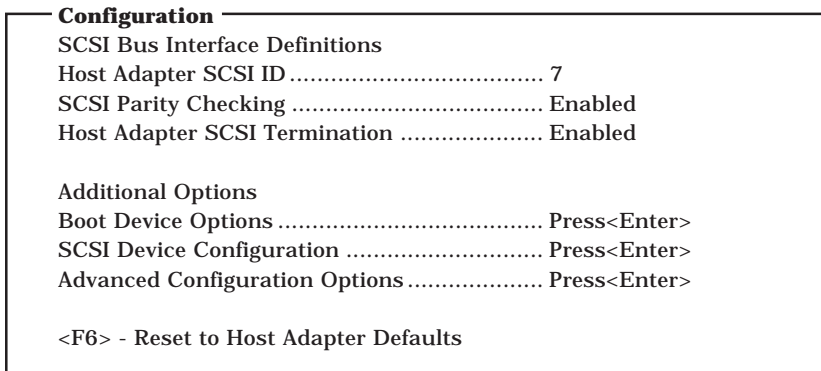 Configuration
SCSI Bus Interface Definitions
Host Adapter SCSI ID ....................................... 7
SCSI Parity Checking ...................................... Enabled
Host Adapter SCSI Termination ...................... Enabled
Additional Options
Boot Device Options ........................................ Press<Enter>
SCSI Device Configuration .............................. Press<Enter>
Advanced Configuration Options ..................... Press<Enter>
<F6> - Reset to Host Adapter Defaults